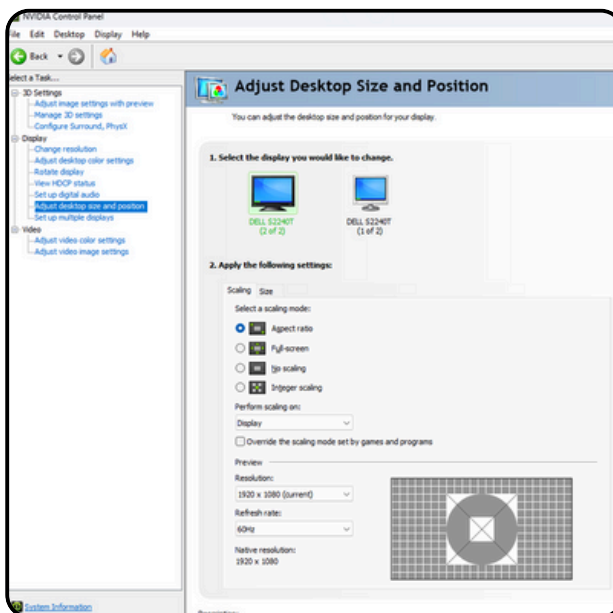 NVIDIA Control Panel
ile Edit Desktop Display Help
Back
elect a Task...
3D Settings
Adjust image settings with preview
Manage 3D settings
Configure Surround, PhysX
Display
Change resolution
Adjust desktop color settings
Rotate display
View HDCP status
Set up digital audio
Adjust desktop size and position
Set up multiple displays
Video
Adjust video color settings
Adjust video image settings
System Information
Adjust Desktop Size and Position
You can adjust the desktop size and position for your display.
1. Select the display you would like to change.
DELL S2240T
(2 of 2)
DELL S2240T
(1 of 2)
2. Apply the following settings:
Scaling Size
Select a scaling mode:
Aspect ratio
Full-screen
No scaling
Integer scaling
Perform scaling on:
Display
Override the scaling mode set by games and programs
Preview
Resolution:
1920 x 1080 (current)
Refresh rate:
60Hz
Native resolution:
1920 x 1080